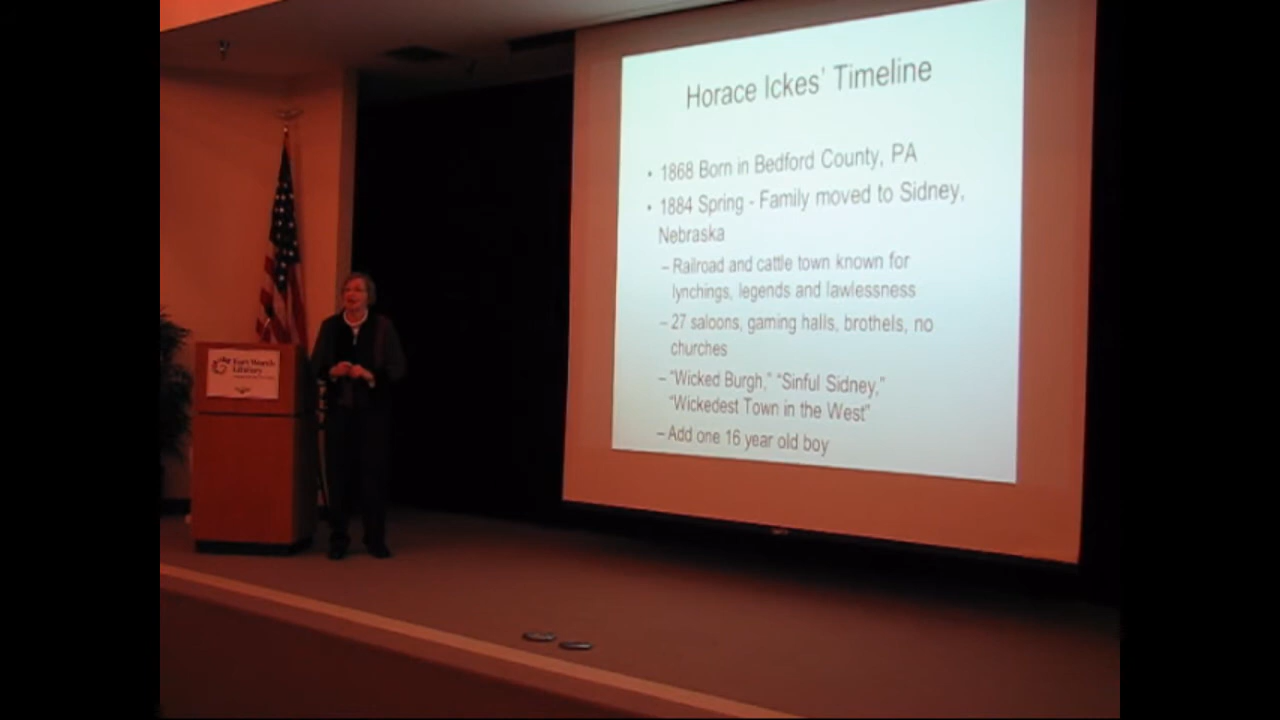 Horace Ickes' Timeline
• 1868 Born in Bedford County, PA
• 1884 Spring - Family moved to Sidney,
Nebraska
– Railroad and cattle town known for
lynchings, legends and lawlessness
– 27 saloons, gaming halls, brothels, no
churches
– "Wicked Burgh," "Sinful Sidney,"
"Wickedest Town in the West"
– Add one 16 year old boy
Fort Worth
Library